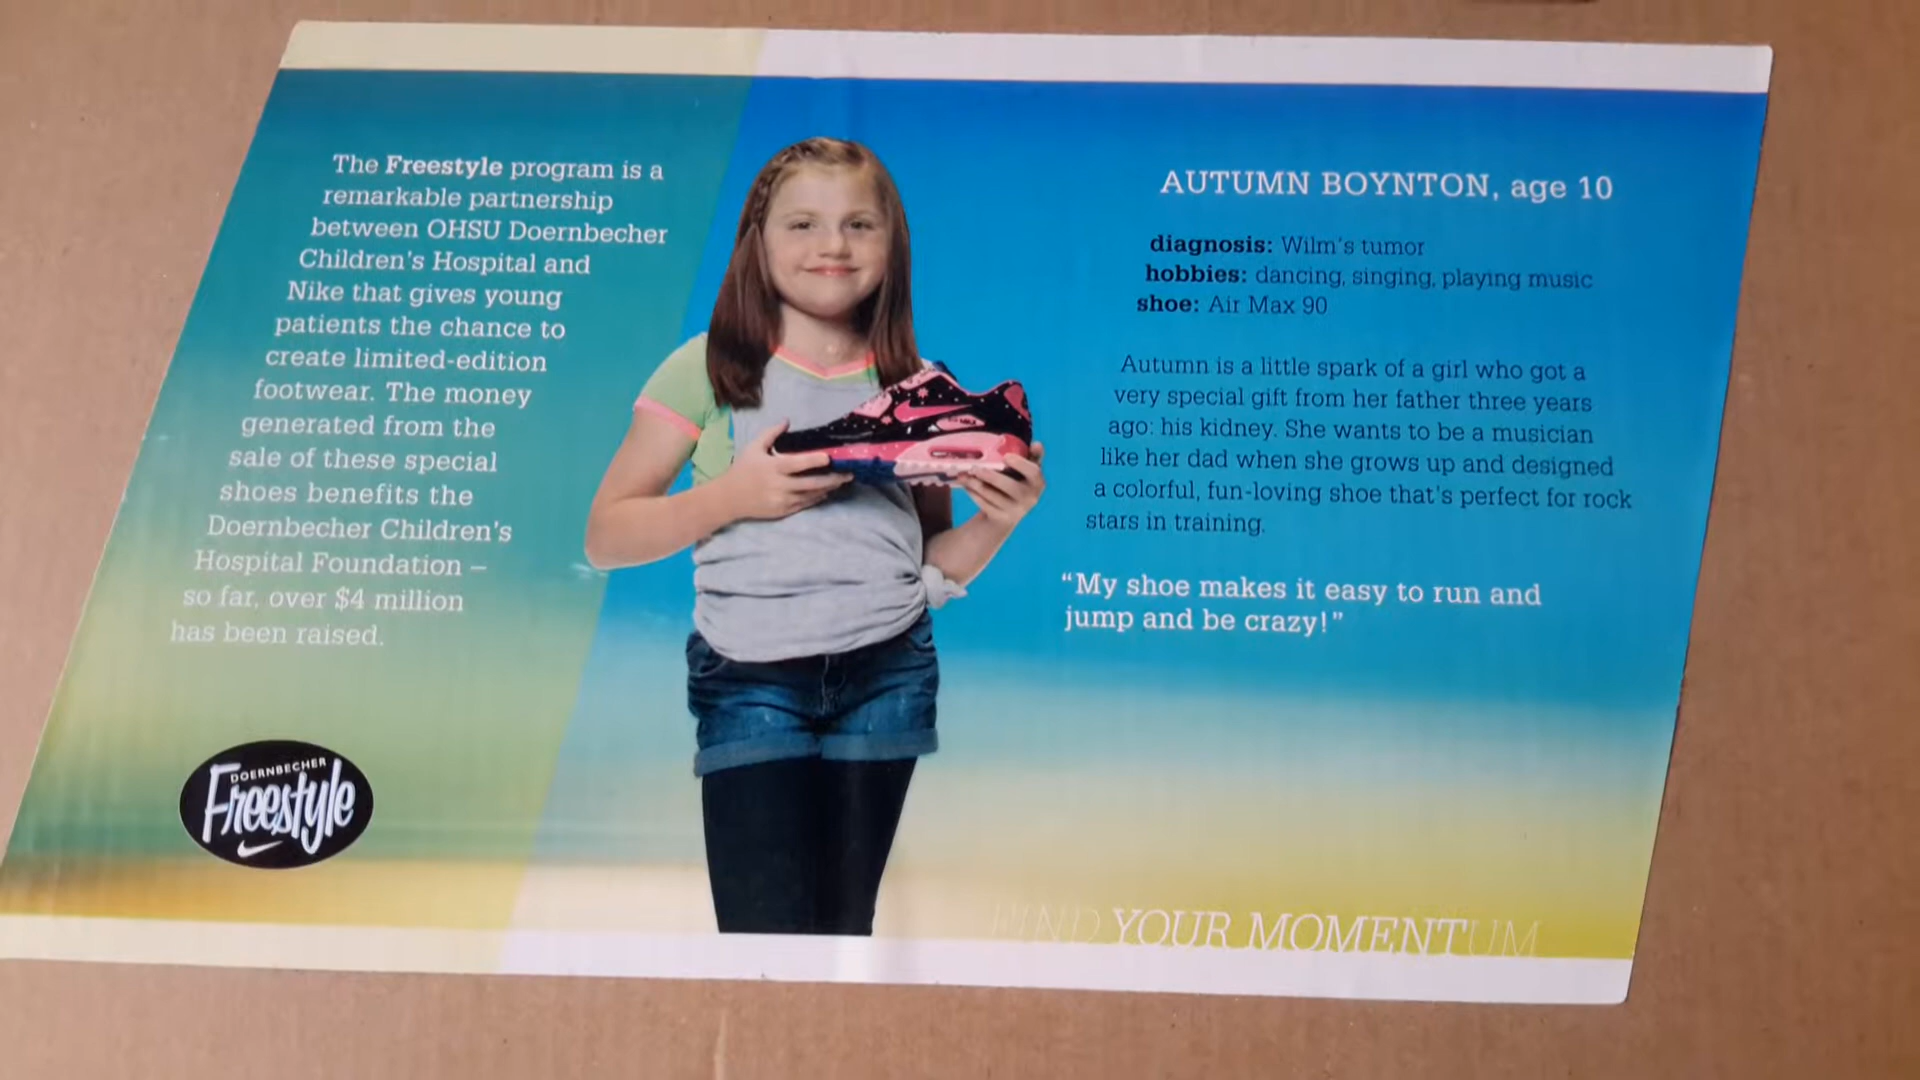 The Freestyle program is a
remarkable partnership
between OHSU Doernbecher
Children's Hospital and
Nike that gives young
patients the chance to
create limited-edition
footwear. The money
generated from the
sale of these special
shoes benefits the
Doernbecher Children's
Hospital Foundation –
so far, over $4 million
has been raised.
DOERNBECHER
Freestyle
AUTUMN BOYNTON, age 10
diagnosis: Wilm's tumor
hobbies: dancing, singing, playing music
shoe: Air Max 90
Autumn is a little spark of a girl who got a
very special gift from her father three years
ago: his kidney. She wants to be a musician
like her dad when she grows up and designed
a colorful, fun-loving shoe that's perfect for rock
stars in training.
“My shoe makes it easy to run and
jump and be crazy!”
FIND YOUR MOMENTUM